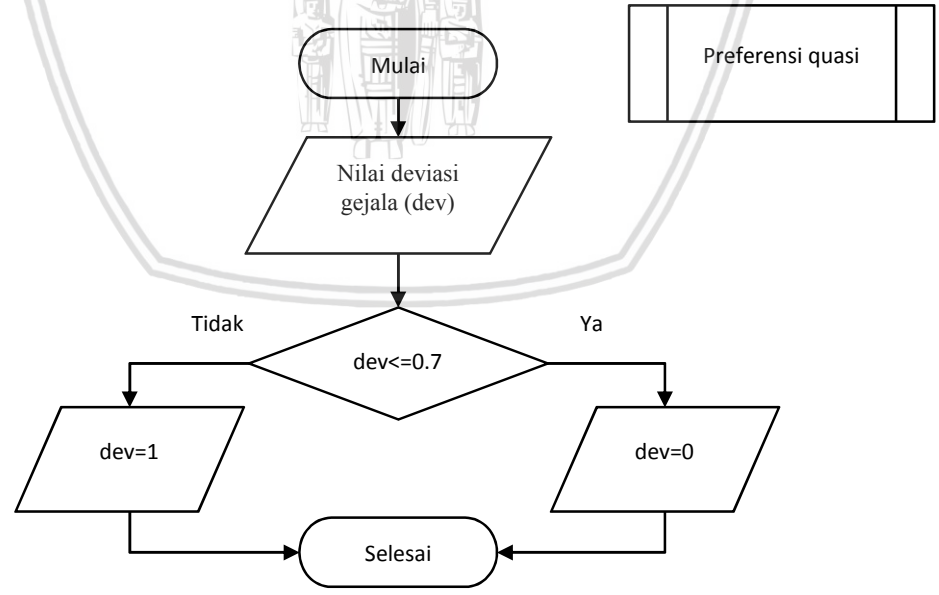 Mulai
Preferensi quasi
Nilai deviasi
gejala (dev)
Tidak
Ya
dev<=0.7
dev=1
dev=0
Selesai